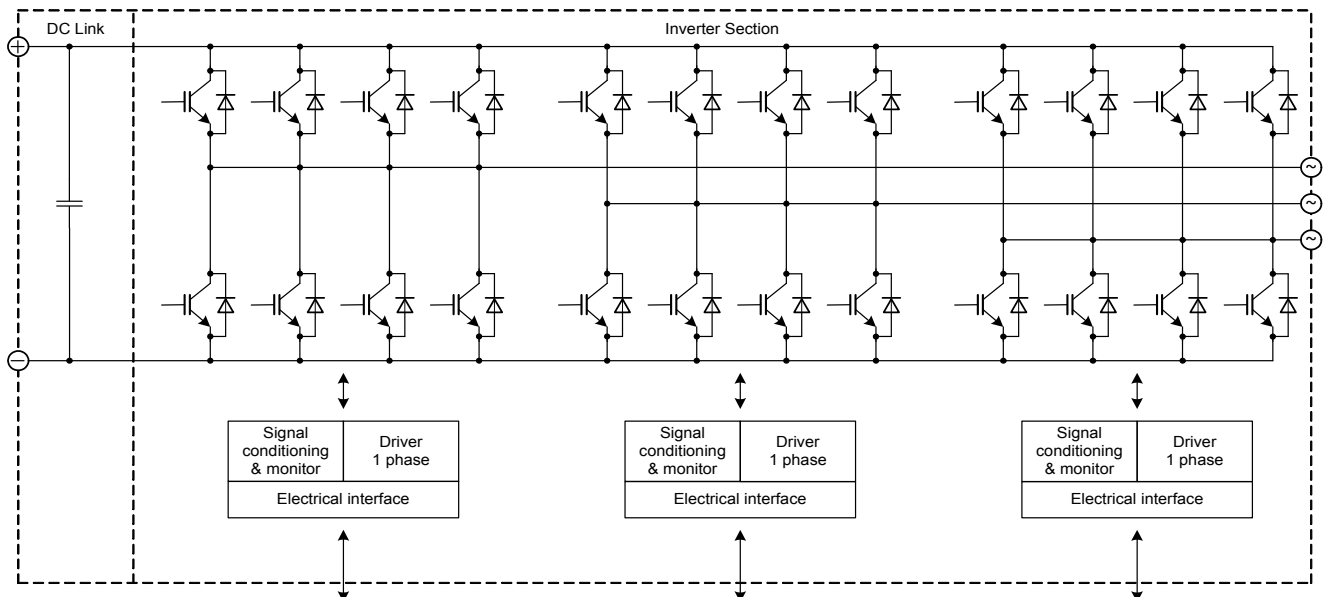 DC Link
Inverter Section
+
~
~
~
−
Signal
conditioning
& monitor
Driver
1 phase
Electrical interface
Signal
conditioning
& monitor
Driver
1 phase
Electrical interface
Signal
conditioning
& monitor
Driver
1 phase
Electrical interface